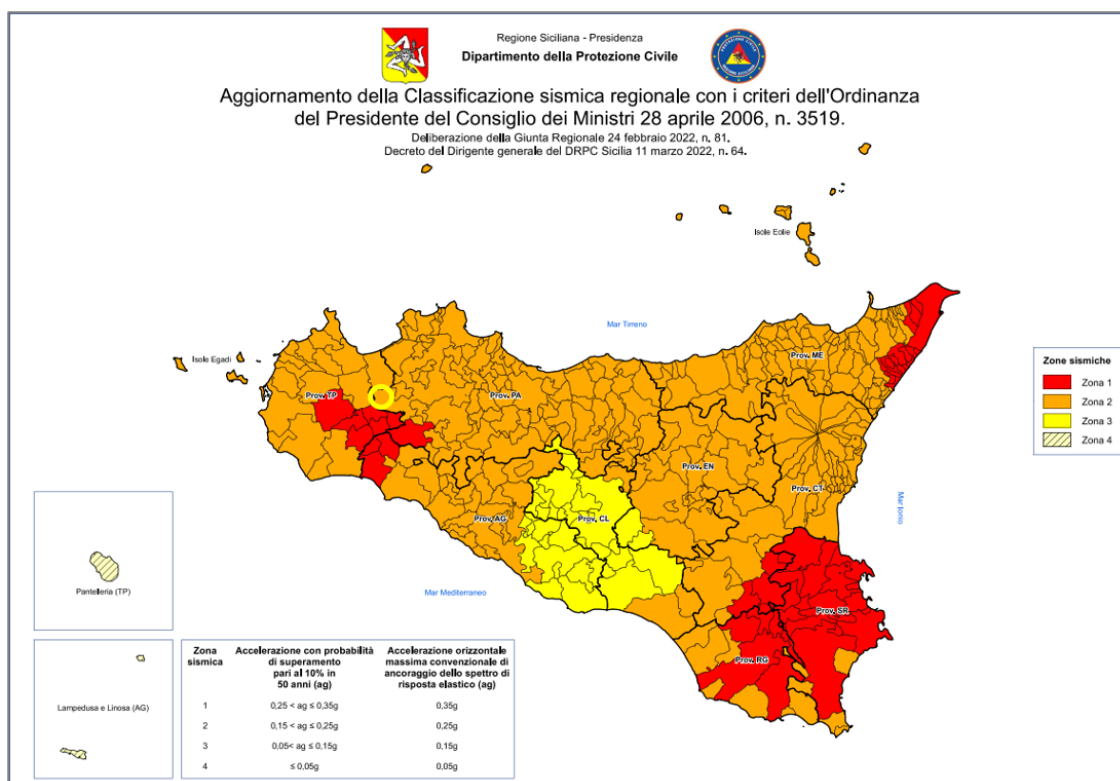 Regione Siciliana - Presidenza
Dipartimento della Protezione Civile
Aggiornamento della Classificazione sismica regionale con i criteri dell'Ordinanza
del Presidente del Consiglio dei Ministri 28 aprile 2006, n. 3519.
Deliberazione della Giunta Regionale 24 febbraio 2022, n. 81.
Decreto del Dirigente generale del DRPC Sicilia 11 marzo 2022, n. 64.
Isole Eolie
Mar Tirreno
Isole Egadi
Prov. ME
Prov. TP
Prov. PA
Zone sismiche
Zona 1
Zona 2
Zona 3
Zona 4
Prov. EN
Prov. CT
Mar Ionio
Prov. AG
Prov. CL
Pantelleria (TP)
Mar Mediterraneo
Prov. SR
Prov. RG
Lampedusa e Linosa (AG)
Zona
sismica
Accelerazione con probabilità
di superamento
pari al 10% in
50 anni (ag)
Accelerazione orizzontale
massima convenzionale di
ancoraggio dello spettro di
risposta elastico (ag)
1 0,25 < ag ≤ 0,35g 0,35g
2 0,15 < ag ≤ 0,25g 0,25g
3 0,05< ag ≤ 0,15g 0,15g
4 ≤ 0,05g 0,05g